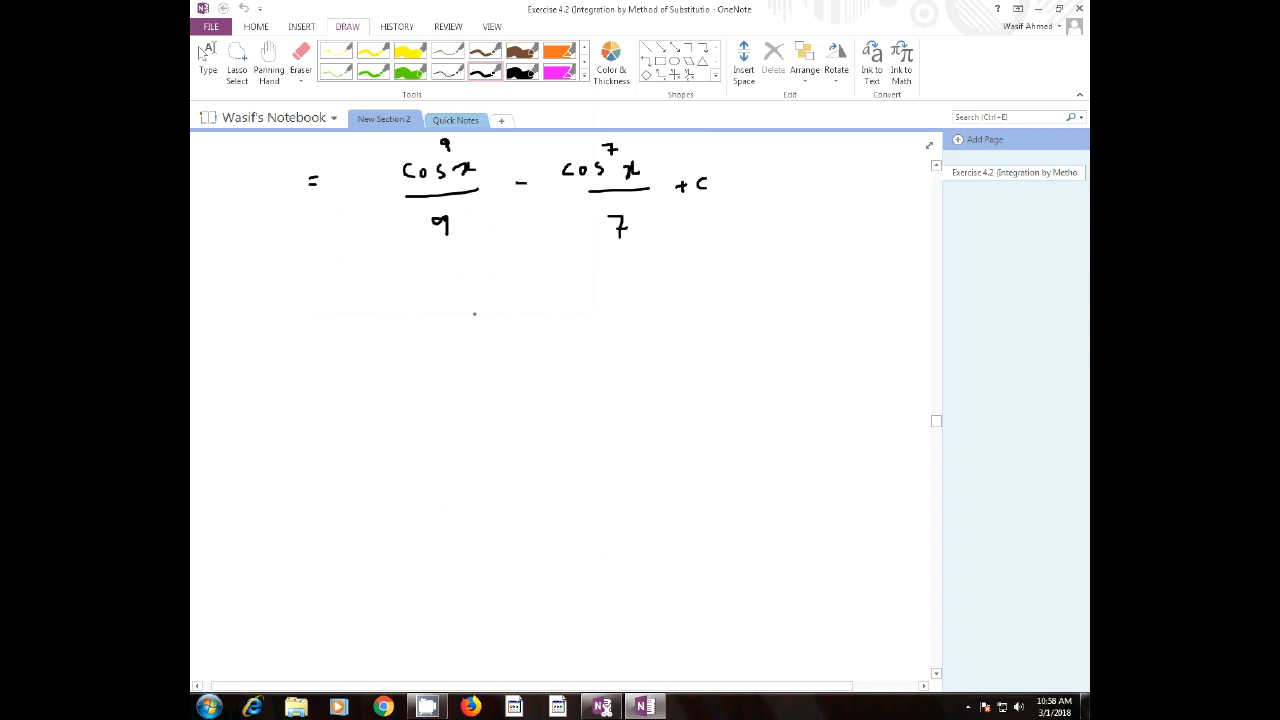 Exercise 4.2 (Integration by Method of Substitutio - OneNote
FILE HOME INSERT DRAW HISTORY REVIEW VIEW
Wasif Ahmed
Type Lasso Select Panning Hand Eraser
Color & Thickness
Insert Space Delete Arrange Rotate
Ink to Text Ink to Math
Tools Shapes Edit Convert
Wasif's Notebook New Section 2 Quick Notes
Search (Ctrl+E)
Add Page
Exercise 4.2 (Integration by Metho
= cos⁹x/9 - cos⁷x/7 + c
10:58 AM
3/1/2018